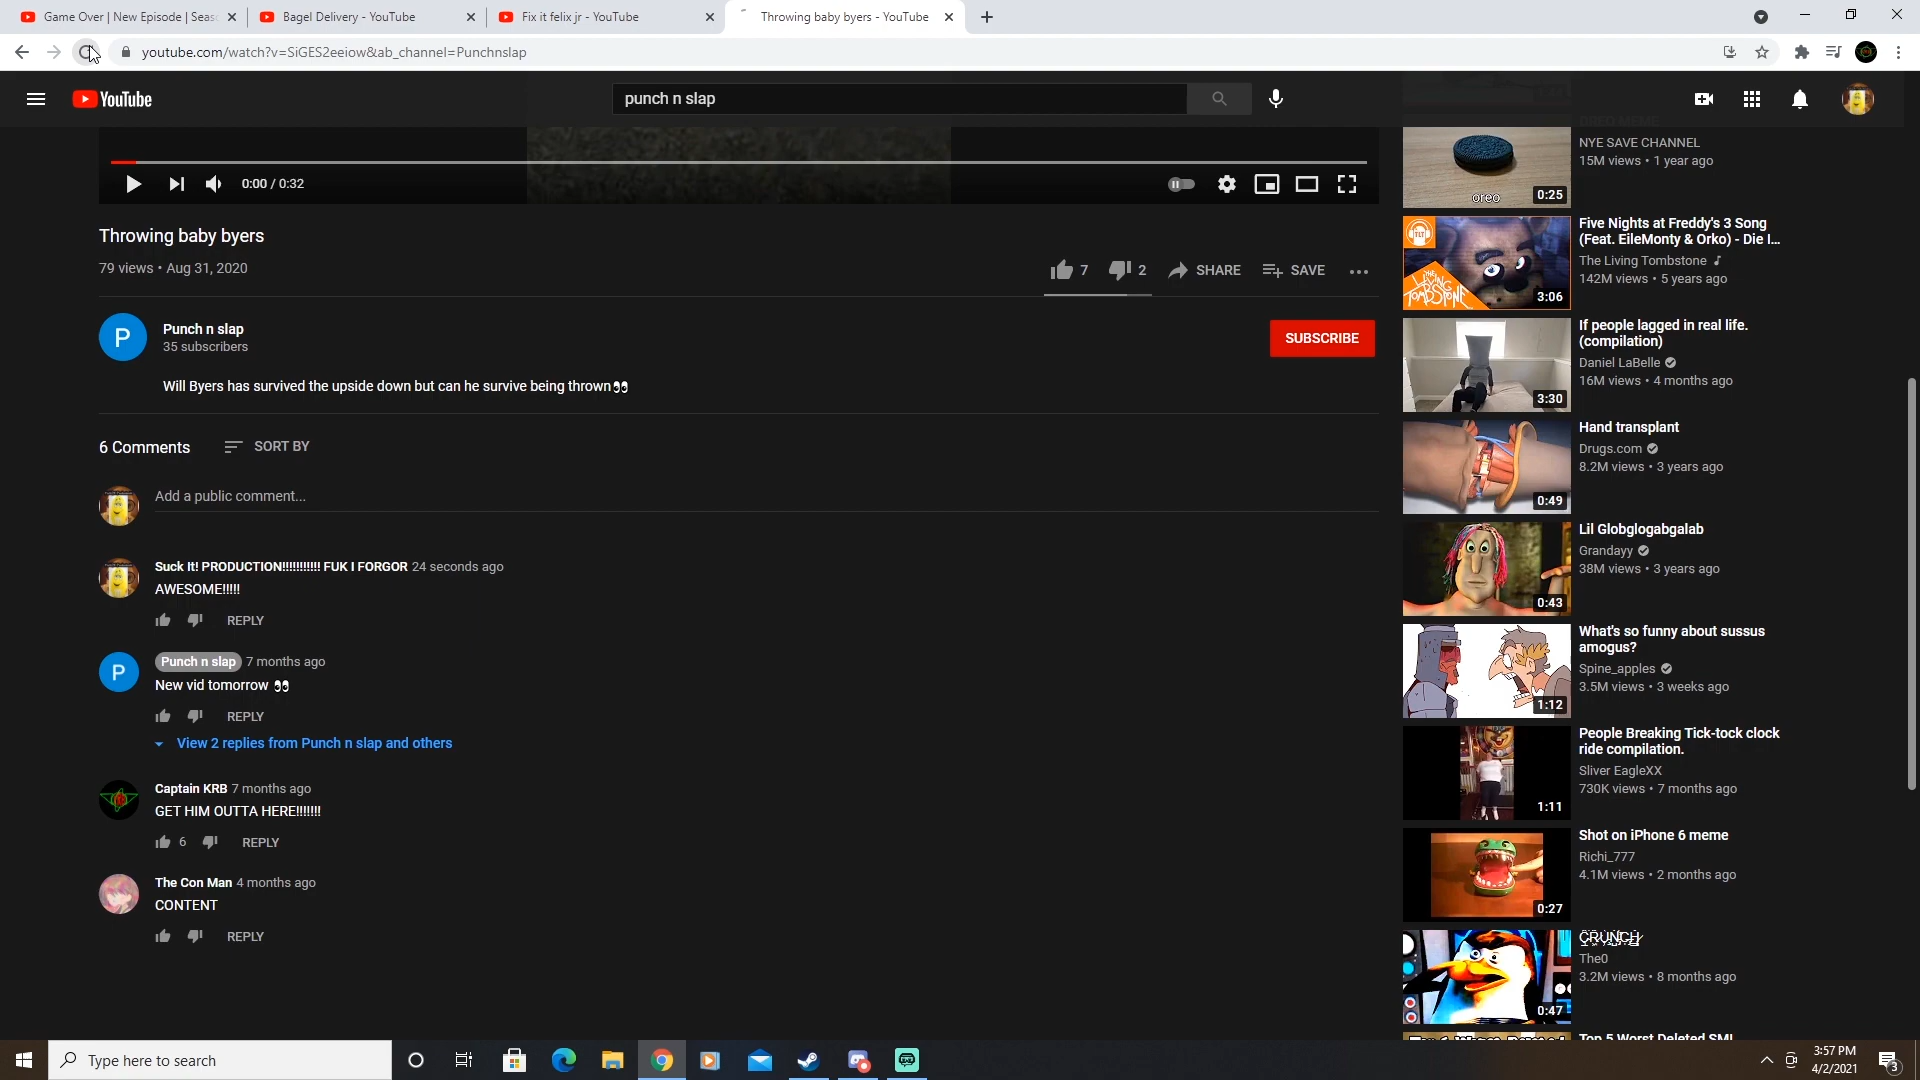 Game Over | New Episode | Seas
Bagel Delivery - YouTube
Fix it felix jr - YouTube
Throwing baby byers - YouTube
youtube.com/watch?v=SiGES2eeiow&ab_channel=Punchnslap
YouTube
punch n slap
0:00 / 0:32
Throwing baby byers
79 views • Aug 31, 2020
7
2
SHARE
SAVE
P
Punch n slap
35 subscribers
SUBSCRIBE
Will Byers has survived the upside down but can he survive being thrown👀
6 Comments
SORT BY
Add a public comment...
Suck It! PRODUCTION!!!!!!!!!!! FUK I FORGOR 24 seconds ago
AWESOME!!!!!
REPLY
P
Punch n slap 7 months ago
New vid tomorrow 👀
REPLY
View 2 replies from Punch n slap and others
Captain KRB 7 months ago
GET HIM OUTTA HERE!!!!!!!
6
REPLY
The Con Man 4 months ago
CONTENT
REPLY
NYE SAVE CHANNEL
15M views • 1 year ago
oreo
0:25
Five Nights at Freddy's 3 Song
(Feat. EileMonty & Orko) - Die I...
The Living Tombstone
142M views • 5 years ago
TLT
THE LIVING TOMBSTONE
3:06
If people lagged in real life.
(compilation)
Daniel LaBelle
16M views • 4 months ago
3:30
Hand transplant
Drugs.com
8.2M views • 3 years ago
0:49
Lil Globglogabgalab
Grandayy
38M views • 3 years ago
0:43
What's so funny about sussus
amogus?
Spine_apples
3.5M views • 3 weeks ago
1:12
People Breaking Tick-tock clock
ride compilation.
Sliver EagleXX
730K views • 7 months ago
1:11
Shot on iPhone 6 meme
Richi_777
4.1M views • 2 months ago
0:27
CRUNCH
The0
3.2M views • 8 months ago
0:47
Top 5 Worst Deleted SML
Type here to search
3:57 PM
4/2/2021
3